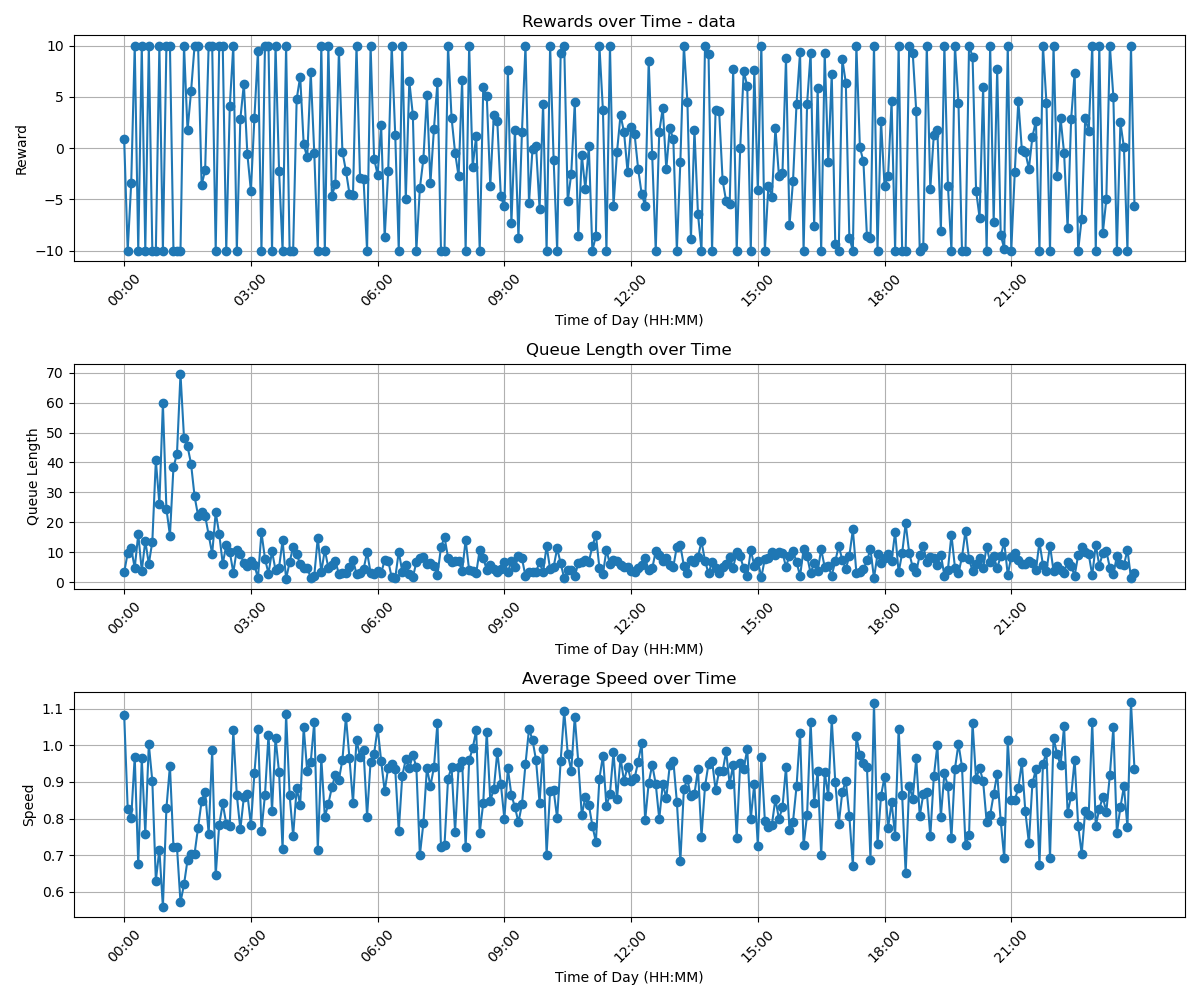 Rewards over Time - data
10
5
0
−5
−10
Reward
00:00 03:00 06:00 09:00 12:00 15:00 18:00 21:00
Time of Day (HH:MM)
Queue Length over Time
70
60
50
40
30
20
10
0
Queue Length
00:00 03:00 06:00 09:00 12:00 15:00 18:00 21:00
Time of Day (HH:MM)
Average Speed over Time
1.1
1.0
0.9
0.8
0.7
0.6
Speed
00:00 03:00 06:00 09:00 12:00 15:00 18:00 21:00
Time of Day (HH:MM)